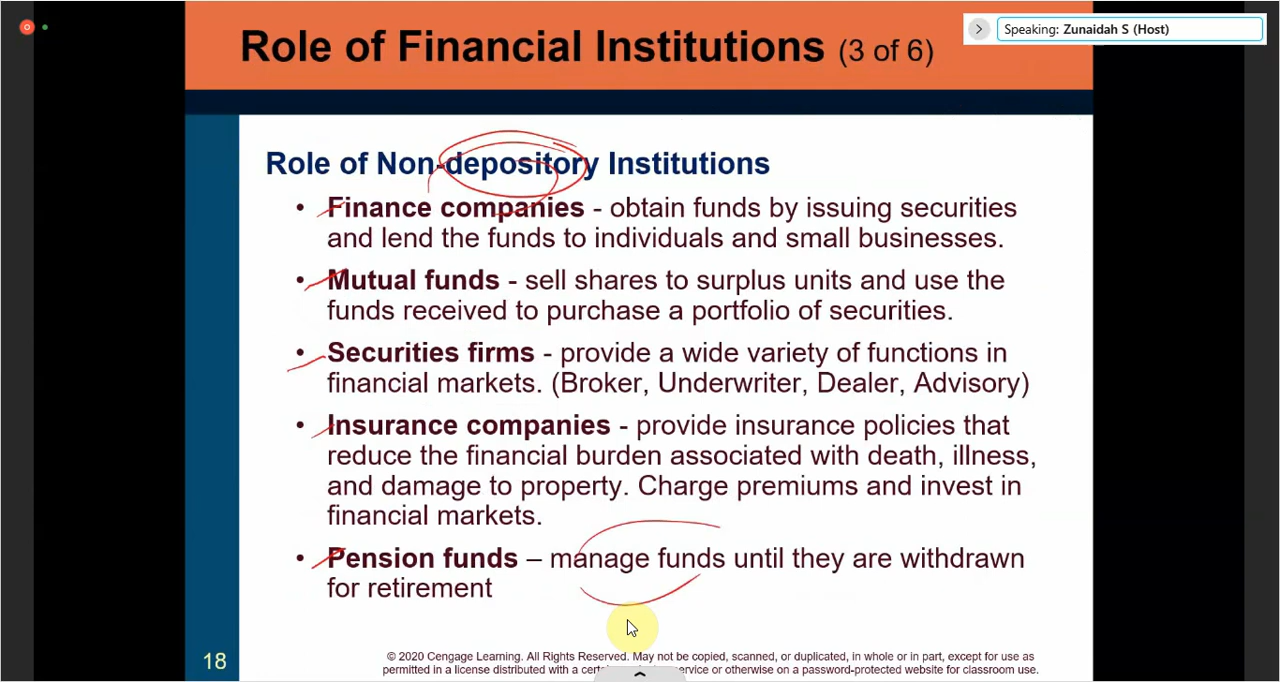 Speaking: Zunaidah S (Host)
Role of Financial Institutions (3 of 6)
Role of Non-depository Institutions
• Finance companies - obtain funds by issuing securities
and lend the funds to individuals and small businesses.
• Mutual funds - sell shares to surplus units and use the
funds received to purchase a portfolio of securities.
• Securities firms - provide a wide variety of functions in
financial markets. (Broker, Underwriter, Dealer, Advisory)
• Insurance companies - provide insurance policies that
reduce the financial burden associated with death, illness,
and damage to property. Charge premiums and invest in
financial markets.
• Pension funds – manage funds until they are withdrawn
for retirement
18
© 2020 Cengage Learning. All Rights Reserved. May not be copied, scanned, or duplicated, in whole or in part, except for use as
permitted in a license distributed with a service or otherwise on a password-protected website for classroom use.